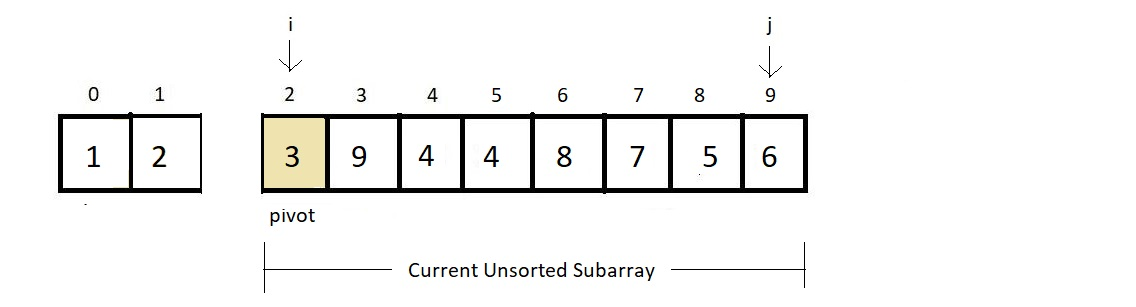 i j
0 1 2 3 4 5 6 7 8 9
1 2 3 9 4 4 8 7 5 6
pivot
Current Unsorted Subarray